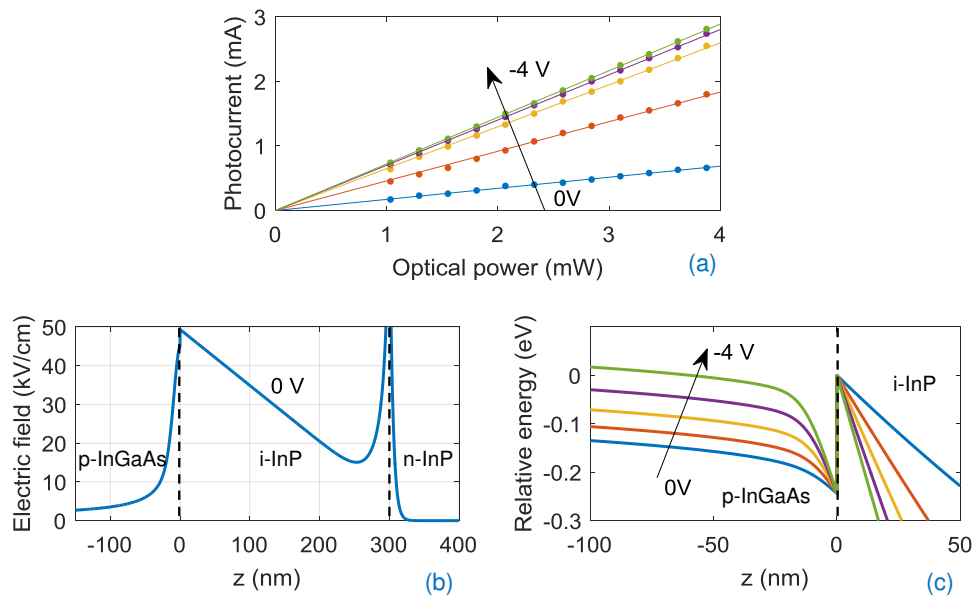 3
2
1
0
Photocurrent (mA)
-4 V
0V
0 1 2 3 4
Optical power (mW)
(a)
50
40
30
20
10
0
Electric field (kV/cm)
0 V
p-InGaAs
i-InP
n-InP
-100 0 100 200 300 400
z (nm)
(b)
0
-0.1
-0.2
-0.3
Relative energy (eV)
-4 V
i-InP
0V
p-InGaAs
-100 -50 0 50
z (nm)
(c)